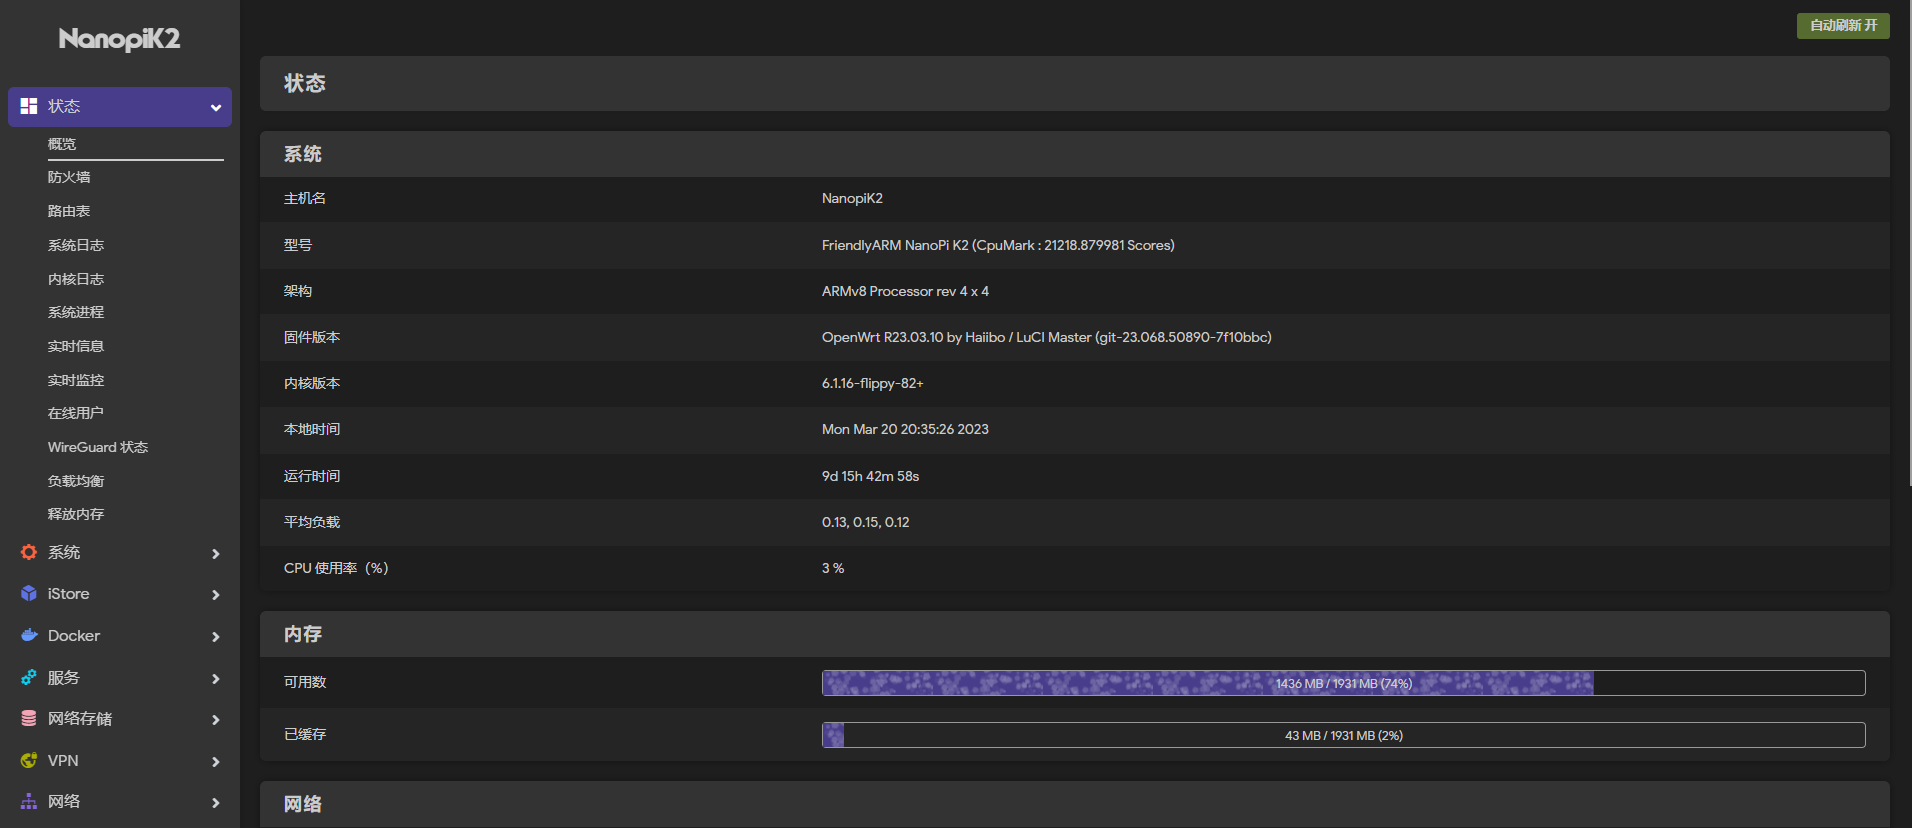 NanopiK2
状态
概览
防火墙
路由表
系统日志
内核日志
系统进程
实时信息
实时监控
在线用户
WireGuard 状态
负载均衡
释放内存
系统
iStore
Docker
服务
网络存储
VPN
网络
自动刷新 开
状态
系统
主机名 NanopiK2
型号 FriendlyARM NanoPi K2 (CpuMark : 21218.879981 Scores)
架构 ARMv8 Processor rev 4 x 4
固件版本 OpenWrt R23.03.10 by Haiibo / LuCI Master (git-23.068.50890-7f10bbc)
内核版本 6.1.16-flippy-82+
本地时间 Mon Mar 20 20:35:26 2023
运行时间 9d 15h 42m 58s
平均负载 0.13, 0.15, 0.12
CPU 使用率（%） 3 %
内存
可用数 1436 MB / 1931 MB (74%)
已缓存 43 MB / 1931 MB (2%)
网络